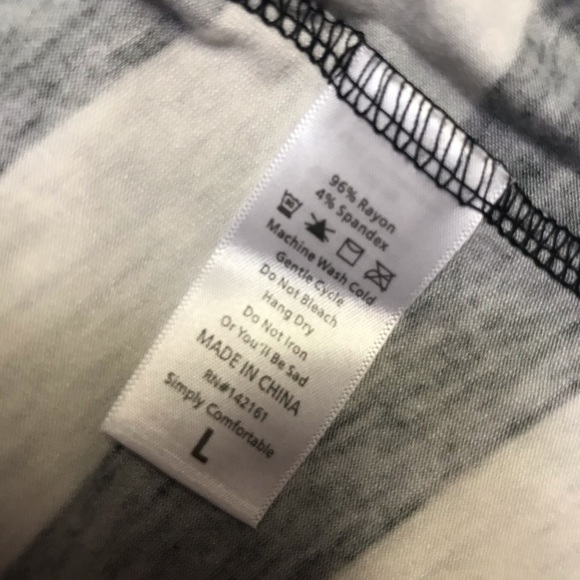 96% Rayon
4% Spandex
Machine Wash Cold
Gentle Cycle
Do Not Bleach
Hang Dry
Do Not Iron
Or You'll Be Sad
MADE IN CHINA
RN#142161
Simply Comfortable
L